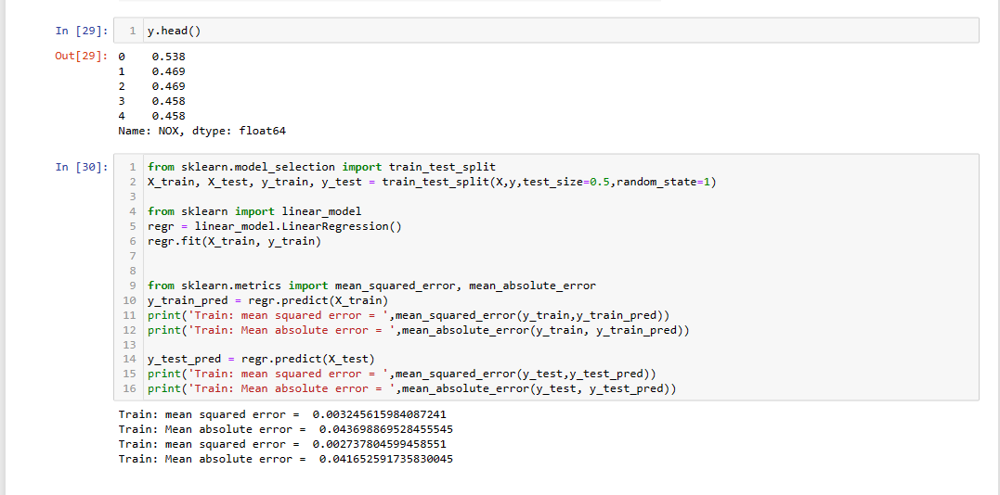 In [29]: 1 y.head()
Out[29]: 0 0.538
1 0.469
2 0.469
3 0.458
4 0.458
Name: NOX, dtype: float64
In [30]: 1 from sklearn.model_selection import train_test_split
2 X_train, X_test, y_train, y_test = train_test_split(X,y,test_size=0.5,random_state=1)
3
4 from sklearn import linear_model
5 regr = linear_model.LinearRegression()
6 regr.fit(X_train, y_train)
7
8
9 from sklearn.metrics import mean_squared_error, mean_absolute_error
10 y_train_pred = regr.predict(X_train)
11 print('Train: mean squared error = ',mean_squared_error(y_train,y_train_pred))
12 print('Train: Mean absolute error = ',mean_absolute_error(y_train, y_train_pred))
13
14 y_test_pred = regr.predict(X_test)
15 print('Train: mean squared error = ',mean_squared_error(y_test,y_test_pred))
16 print('Train: Mean absolute error = ',mean_absolute_error(y_test, y_test_pred))
Train: mean squared error =  0.003245615984087241
Train: Mean absolute error =  0.043698869528455545
Train: mean squared error =  0.002737804599458551
Train: Mean absolute error =  0.041652591735830045